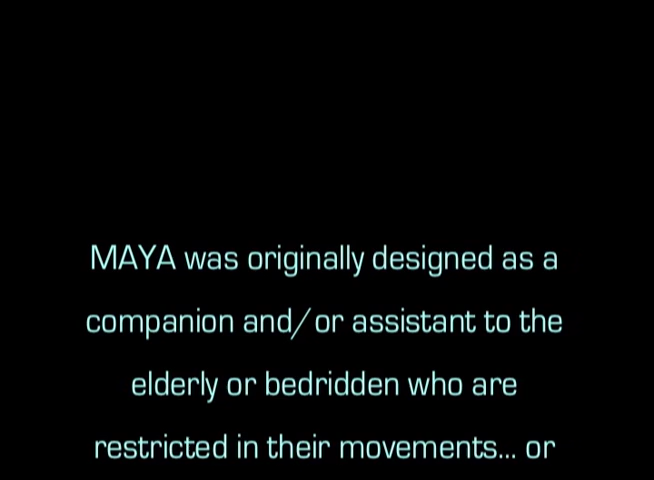 MAYA was originally designed as a
companion and/or assistant to the
elderly or bedridden who are
restricted in their movements... or